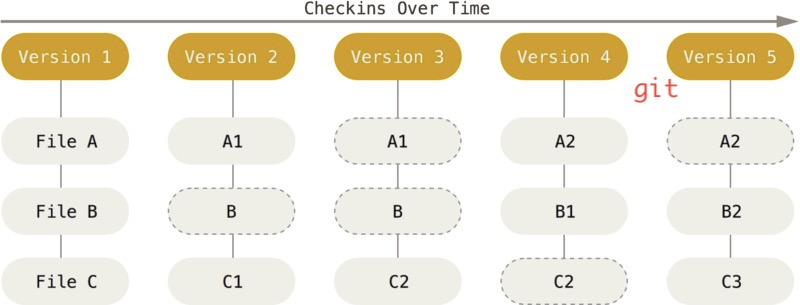 Checkins Over Time
Version 1 Version 2 Version 3 Version 4 Version 5
git
File A A1 A1 A2 A2
File B B B B1 B2
File C C1 C2 C2 C3